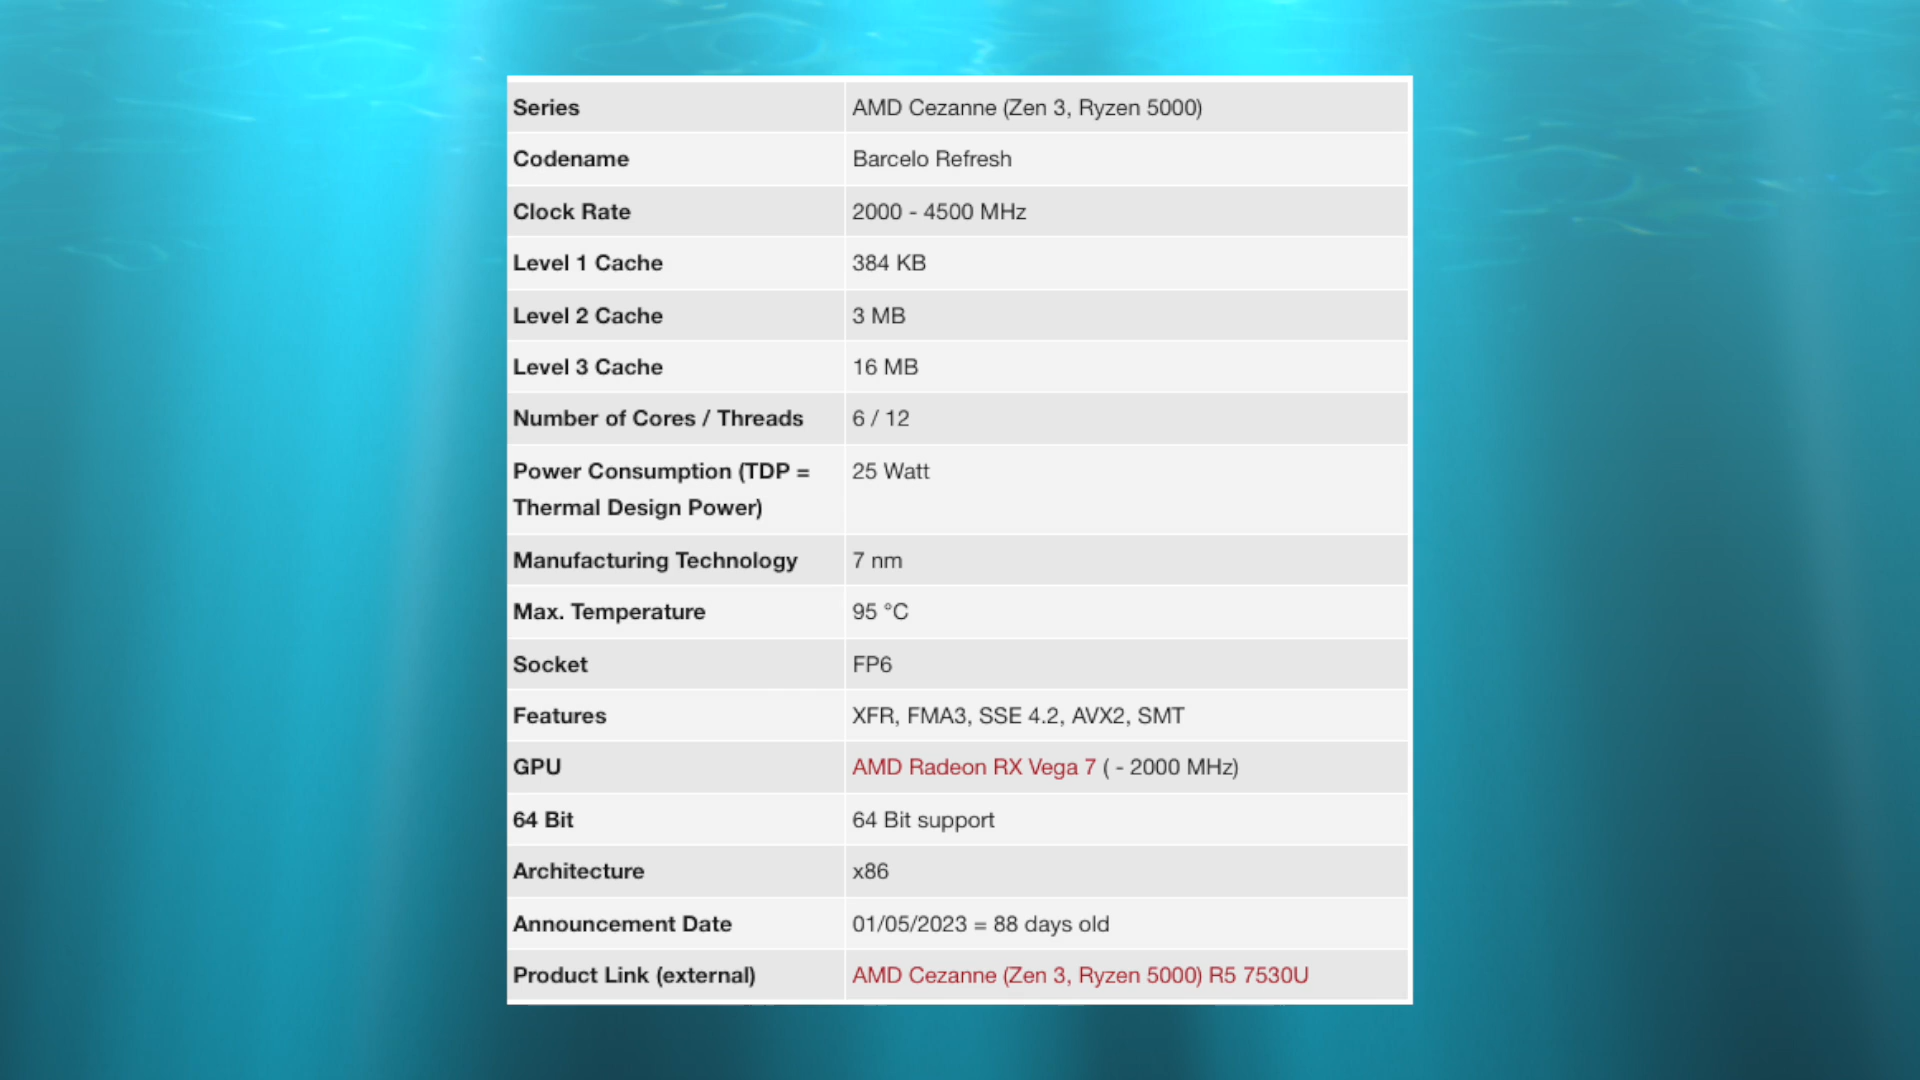 Series AMD Cezanne (Zen 3, Ryzen 5000)
Codename Barcelo Refresh
Clock Rate 2000 - 4500 MHz
Level 1 Cache 384 KB
Level 2 Cache 3 MB
Level 3 Cache 16 MB
Number of Cores / Threads 6 / 12
Power Consumption (TDP = 25 Watt
Thermal Design Power)
Manufacturing Technology 7 nm
Max. Temperature 95 °C
Socket FP6
Features XFR, FMA3, SSE 4.2, AVX2, SMT
GPU AMD Radeon RX Vega 7 ( - 2000 MHz)
64 Bit 64 Bit support
Architecture x86
Announcement Date 01/05/2023 = 88 days old
Product Link (external) AMD Cezanne (Zen 3, Ryzen 5000) R5 7530U